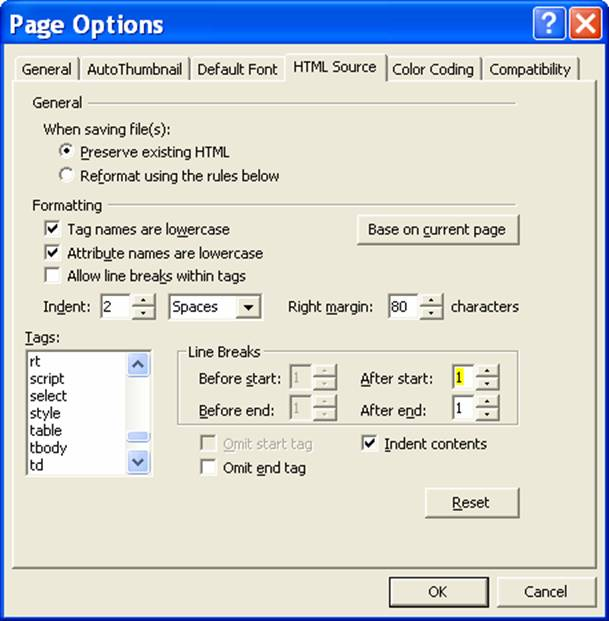 Page Options
General AutoThumbnail Default Font HTML Source Color Coding Compatibility
General
When saving file(s):
Preserve existing HTML
Reformat using the rules below
Formatting
Tag names are lowercase Base on current page
Attribute names are lowercase
Allow line breaks within tags
Indent: 2 Spaces Right margin: 80 characters
Tags:
rt
script
select
style
table
tbody
td
Line Breaks
Before start: 1 After start: 1
Before end: 1 After end: 1
Omit start tag Indent contents
Omit end tag
Reset
OK Cancel